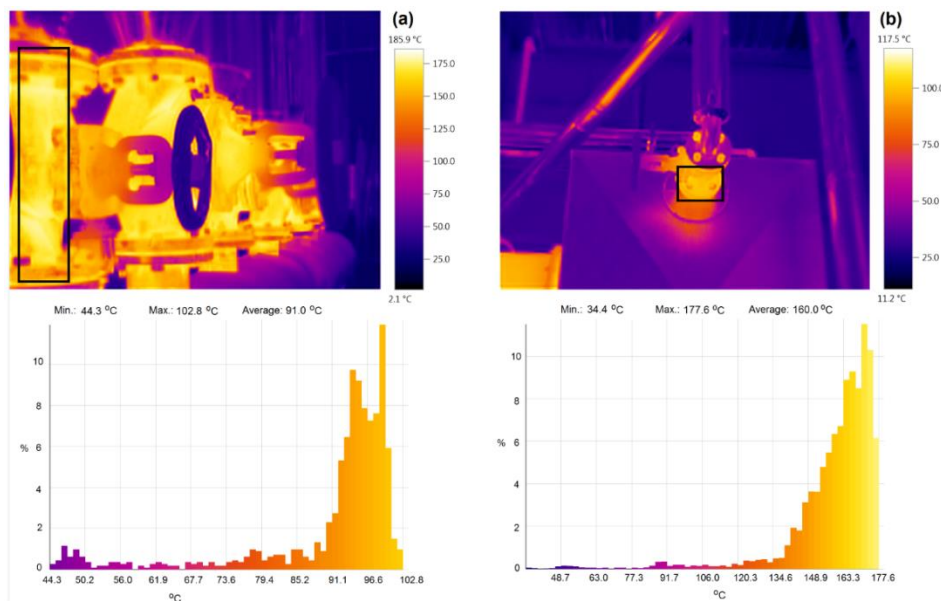 (a)
185.9 °C
175.0
150.0
125.0
100.0
75.0
50.0
25.0
2.1 °C
(b)
117.5 °C
100.0
75.0
50.0
25.0
11.2 °C
Min.: 44.3 °C Max.: 102.8 °C Average: 91.0 °C
10
8
%
6
4
2
0
44.3 50.2 56.0 61.9 67.7 73.6 79.4 85.2 91.1 96.6 102.8
°C
Min.: 34.4 °C Max.: 177.6 °C Average: 160.0 °C
10
8
%
6
4
2
0
48.7 63.0 77.3 91.7 106.0 120.3 134.6 148.9 163.3 177.6
°C